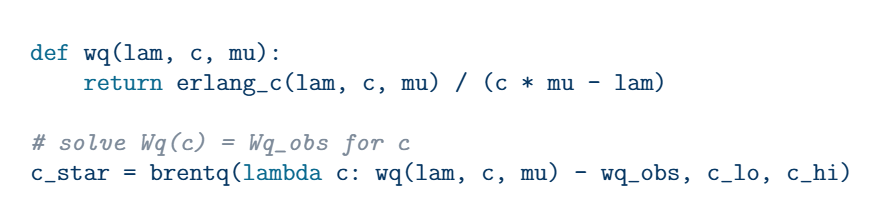 def wq(lam, c, mu):
    return erlang_c(lam, c, mu) / (c * mu - lam)
# solve Wq(c) = Wq_obs for c
c_star = brentq(lambda c: wq(lam, c, mu) - wq_obs, c_lo, c_hi)